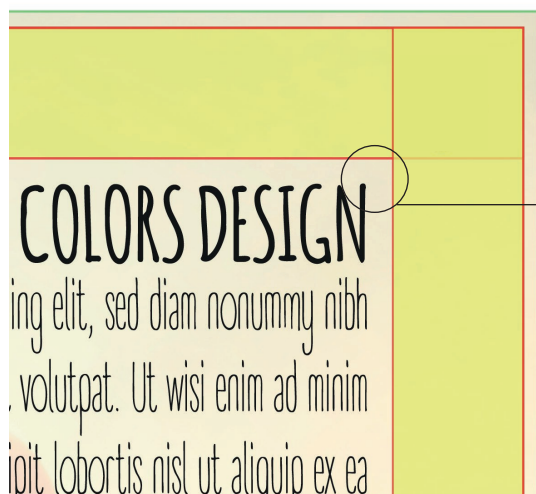 COLORS DESIGN
ing elit, sed diam nonummy nibh
volutpat. Ut wisi enim ad minim
ipit lobortis nisl ut aliquip ex ea